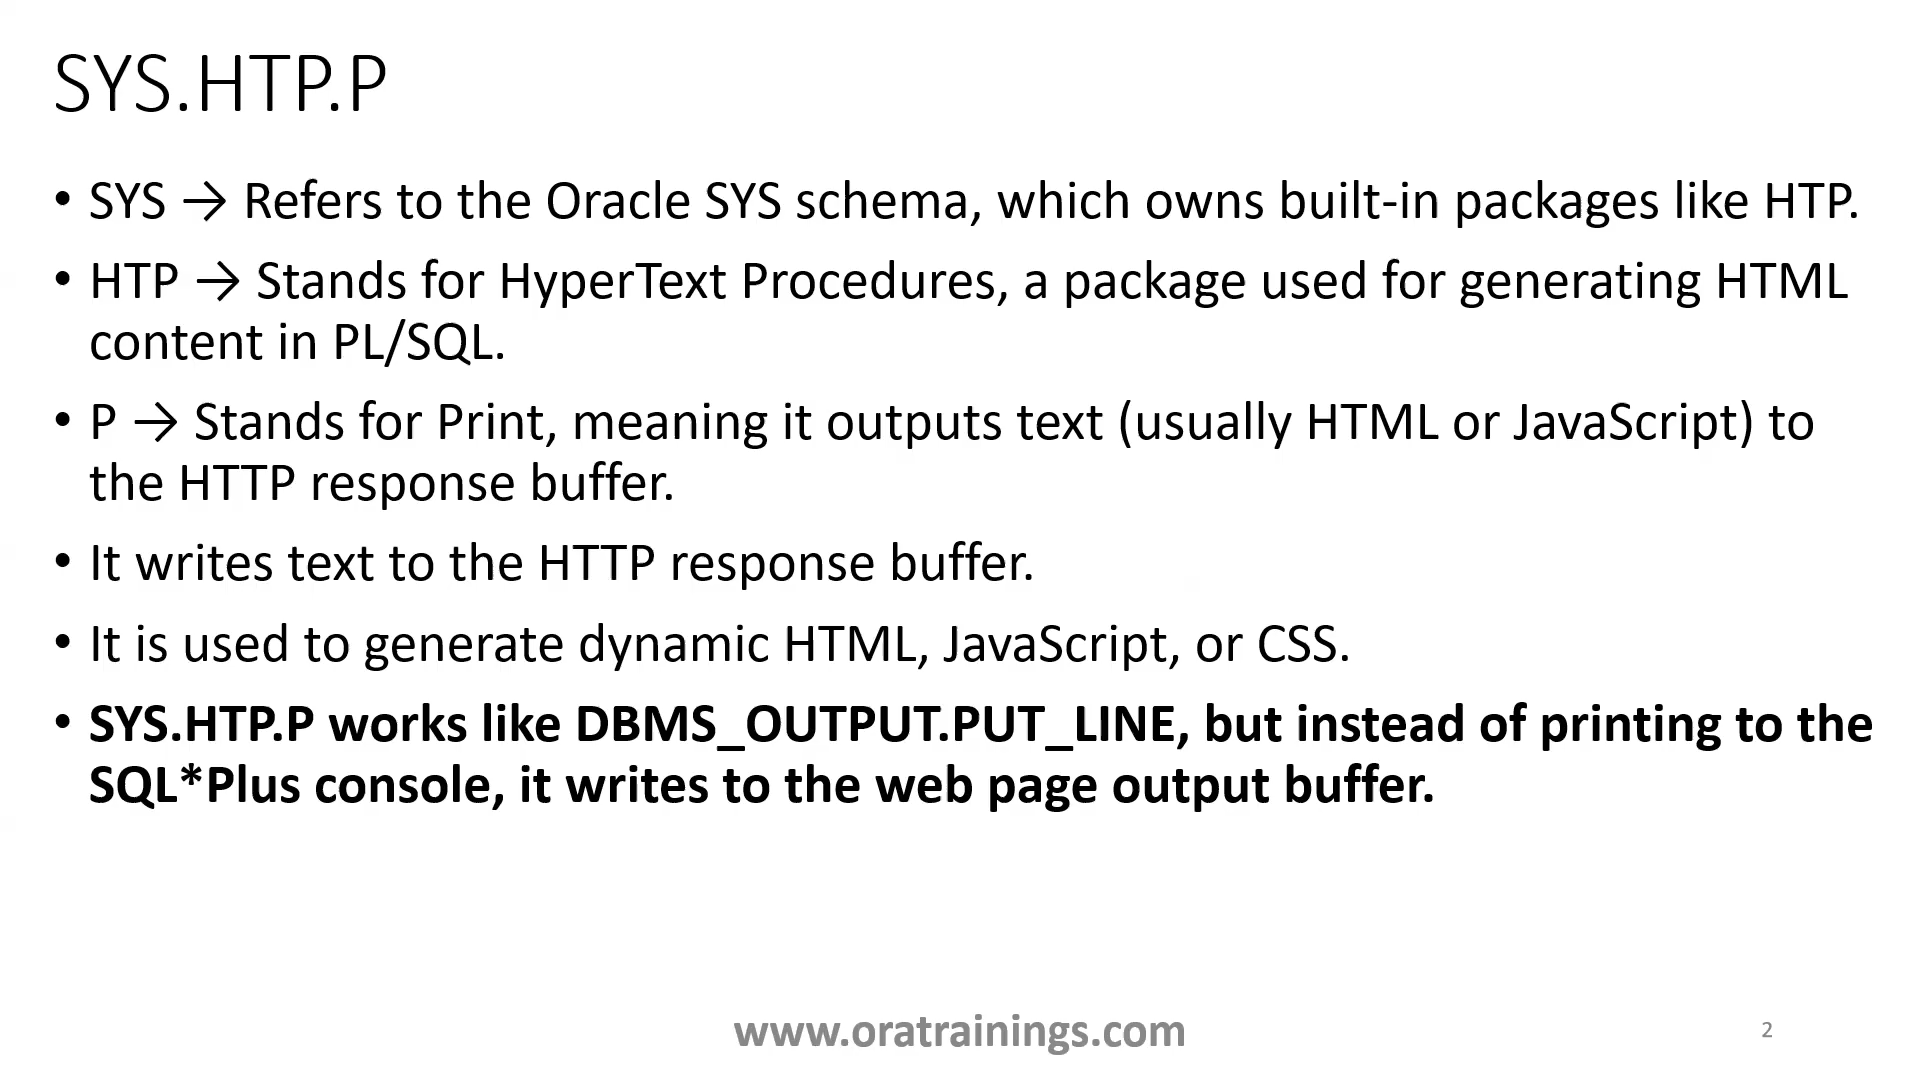 SYS.HTP.P
• SYS → Refers to the Oracle SYS schema, which owns built-in packages like HTP.
• HTP → Stands for HyperText Procedures, a package used for generating HTML
content in PL/SQL.
• P → Stands for Print, meaning it outputs text (usually HTML or JavaScript) to
the HTTP response buffer.
• It writes text to the HTTP response buffer.
• It is used to generate dynamic HTML, JavaScript, or CSS.
• SYS.HTP.P works like DBMS_OUTPUT.PUT_LINE, but instead of printing to the
SQL*Plus console, it writes to the web page output buffer.
www.oratrainings.com
2